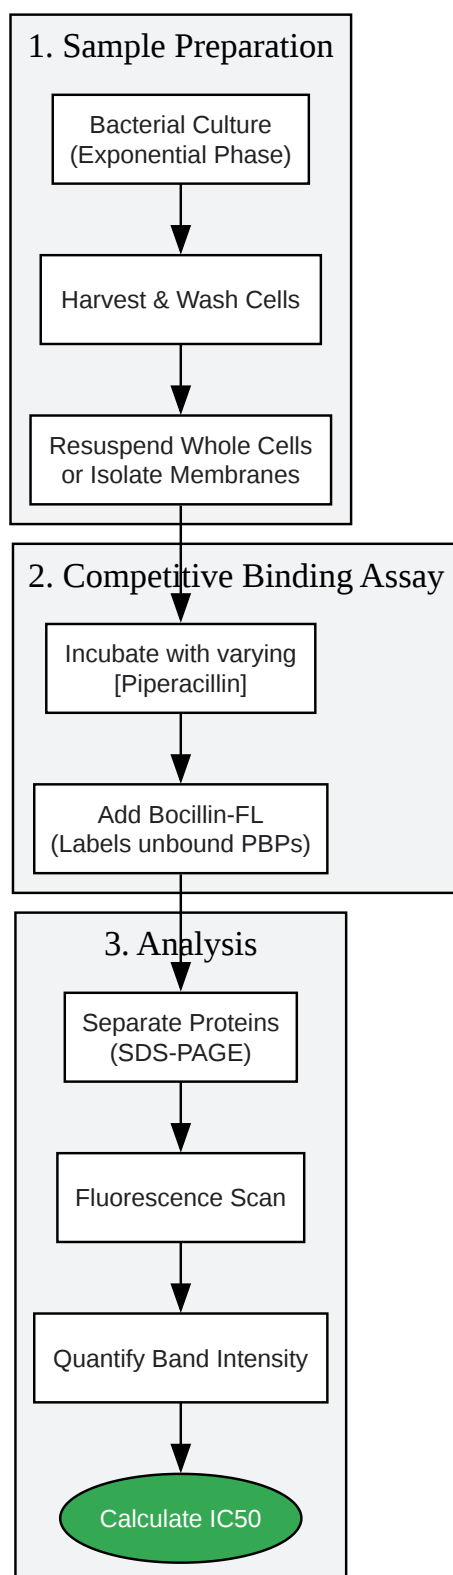 1. Sample Preparation
Bacterial Culture
(Exponential Phase)
Harvest & Wash Cells
Resuspend Whole Cells
or Isolate Membranes
2. Competitive Binding Assay
Incubate with varying
[Piperacillin]
Add Bocillin-FL
(Labels unbound PBPs)
3. Analysis
Separate Proteins
(SDS-PAGE)
Fluorescence Scan
Quantify Band Intensity
Calculate IC50